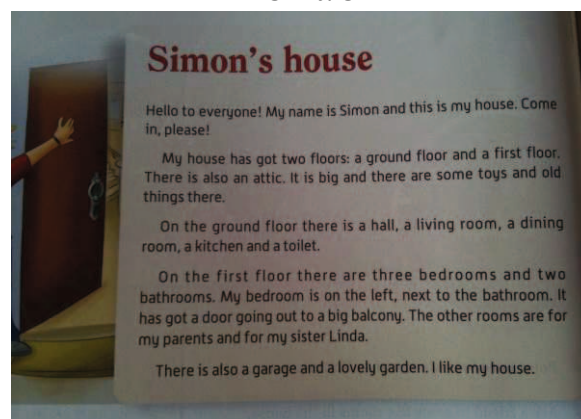 Simon's house
Hello to everyone! My name is Simon and this is my house. Come
in, please!
My house has got two floors: a ground floor and a first floor.
There is also an attic. It is big and there are some toys and old
things there.
On the ground floor there is a hall, a living room, a dining
room, a kitchen and a toilet.
On the first floor there are three bedrooms and two
bathrooms. My bedroom is on the left, next to the bathroom. It
has got a door going out to a big balcony. The other rooms are for
my parents and for my sister Linda.
There is also a garage and a lovely garden. I like my house.